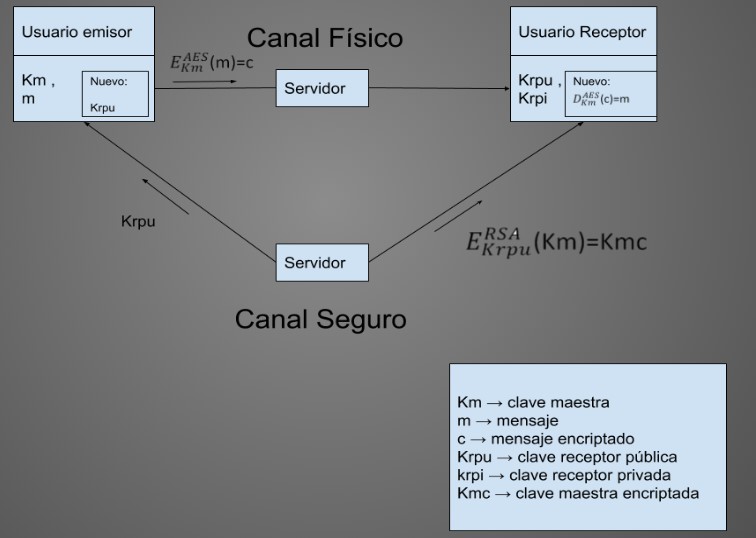 Usuario emisor
Canal Físico
Usuario Receptor
Km ,
m
Nuevo:
Krpu
E_{Km}^{AES}(m)=c
Servidor
Krpu ,
Krpi
Nuevo:
D_{Km}^{AES}(c)=m
Krpu
Servidor
E_{Krpu}^{RSA}(Km)=Kmc
Canal Seguro
Km → clave maestra
m → mensaje
c → mensaje encriptado
Krpu → clave receptor pública
krpi → clave receptor privada
Kmc → clave maestra encriptada